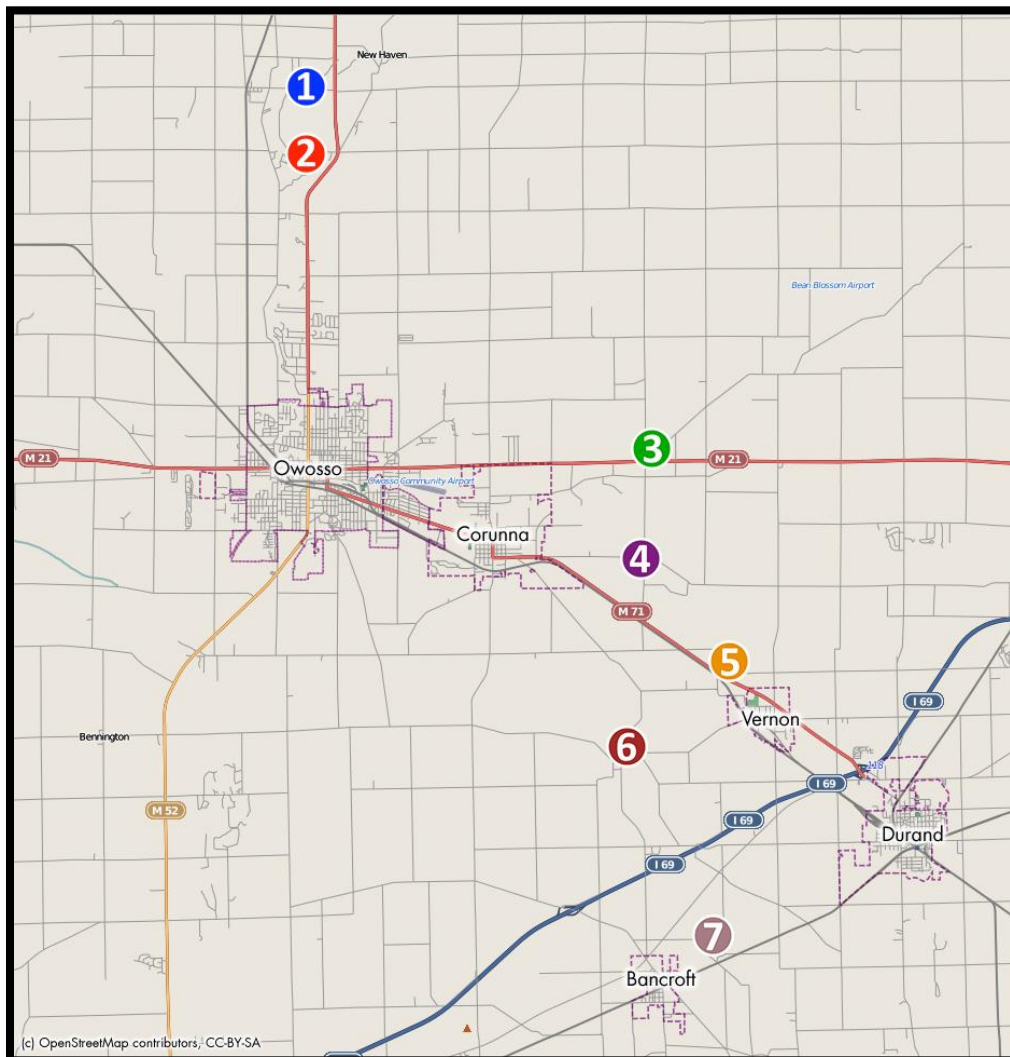 New Haven
1
2
Bean Blossom Airport
3
M 21
M 21
Owosso
Owosso Community Airport
Corunna
4
M 71
5
I 69
Vernon
Bennington
6
118
I 69
M 52
I 69
Durand
I 69
7
Bancroft
(c) OpenStreetMap contributors, CC-BY-SA